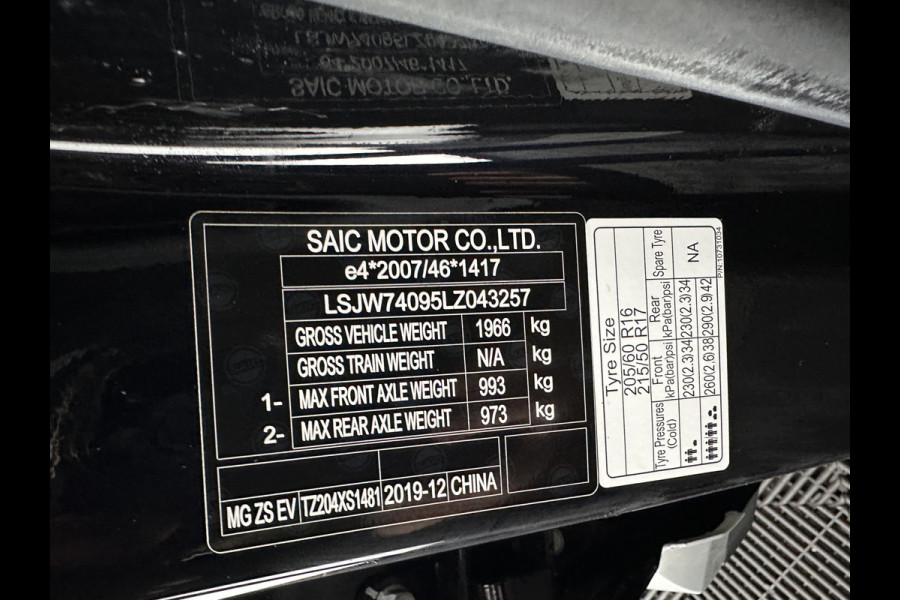 SAIC MOTOR CO.,LTD.
e4*2007/46*1417
LSJW74095LZ043257
GROSS VEHICLE WEIGHT 1966 kg
GROSS TRAIN WEIGHT N/A kg
1- MAX FRONT AXLE WEIGHT 993 kg
2- MAX REAR AXLE WEIGHT 973 kg
MG ZS EV TZ204XS1481 2019-12 CHINA
Tyre Size
205/60 R16
215/50 R17
Tyre Pressures (Cold)
Front kPa(bar)psi
Rear kPa(bar)psi
Spare Tyre
230(2.3)34 230(2.3)34
260(2.6)38 290(2.9)42
NA
P/N:10731034